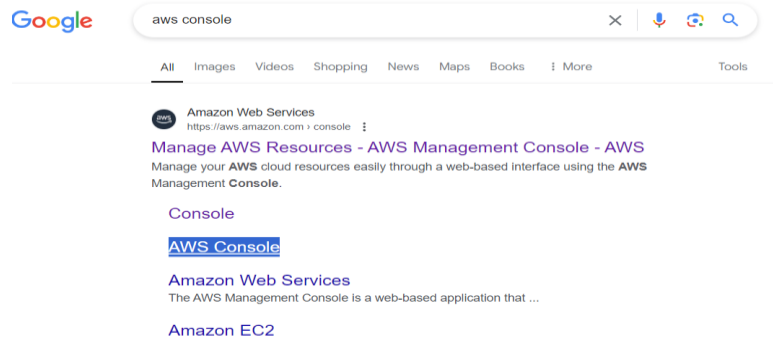 Google
aws console
All Images Videos Shopping News Maps Books More Tools
aws
Amazon Web Services
https://aws.amazon.com › console
Manage AWS Resources - AWS Management Console - AWS
Manage your AWS cloud resources easily through a web-based interface using the AWS
Management Console.
Console
AWS Console
Amazon Web Services
The AWS Management Console is a web-based application that ...
Amazon EC2